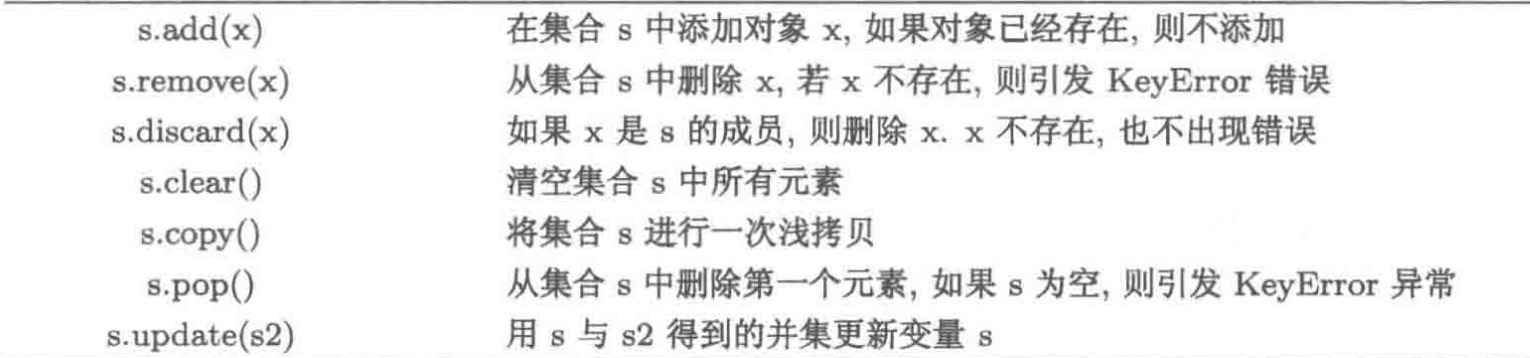 s.add(x) 在集合 s 中添加对象 x, 如果对象已经存在, 则不添加
s.remove(x) 从集合 s 中删除 x, 若 x 不存在, 则引发 KeyError 错误
s.discard(x) 如果 x 是 s 的成员, 则删除 x. x 不存在, 也不出现错误
s.clear() 清空集合 s 中所有元素
s.copy() 将集合 s 进行一次浅拷贝
s.pop() 从集合 s 中删除第一个元素, 如果 s 为空, 则引发 KeyError 异常
s.update(s2) 用 s 与 s2 得到的并集更新变量 s